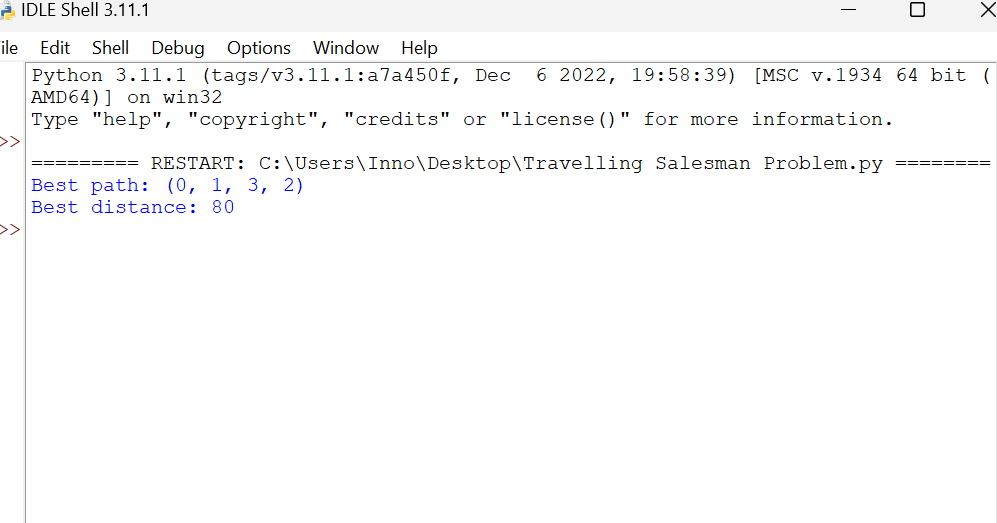 IDLE Shell 3.11.1
ile Edit Shell Debug Options Window Help
Python 3.11.1 (tags/v3.11.1:a7a450f, Dec  6 2022, 19:58:39) [MSC v.1934 64 bit (
AMD64)] on win32
Type "help", "copyright", "credits" or "license()" for more information.
>>
========= RESTART: C:\Users\Inno\Desktop\Travelling Salesman Problem.py ========
Best path: (0, 1, 3, 2)
Best distance: 80
>>